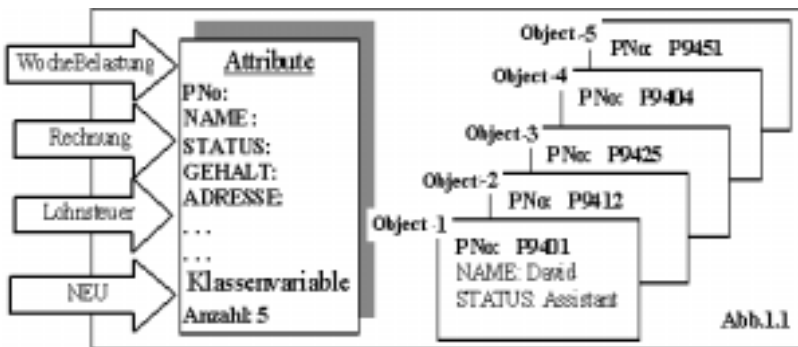 WocheBelastung
Rechnung
Lohnsteuer
NEU
Attribute
PNo:
NAME:
STATUS:
GEHALT:
ADRESSE:
...
...
Klassenvariable
Anzahl: 5
Object-5
PNo: P9451
Object-4
PNo: P9404
Object-3
PNo: P9425
Object-2
PNo: P9412
Object-1
PNo: P9401
NAME: David
STATUS: Assistant
Abb.1.1